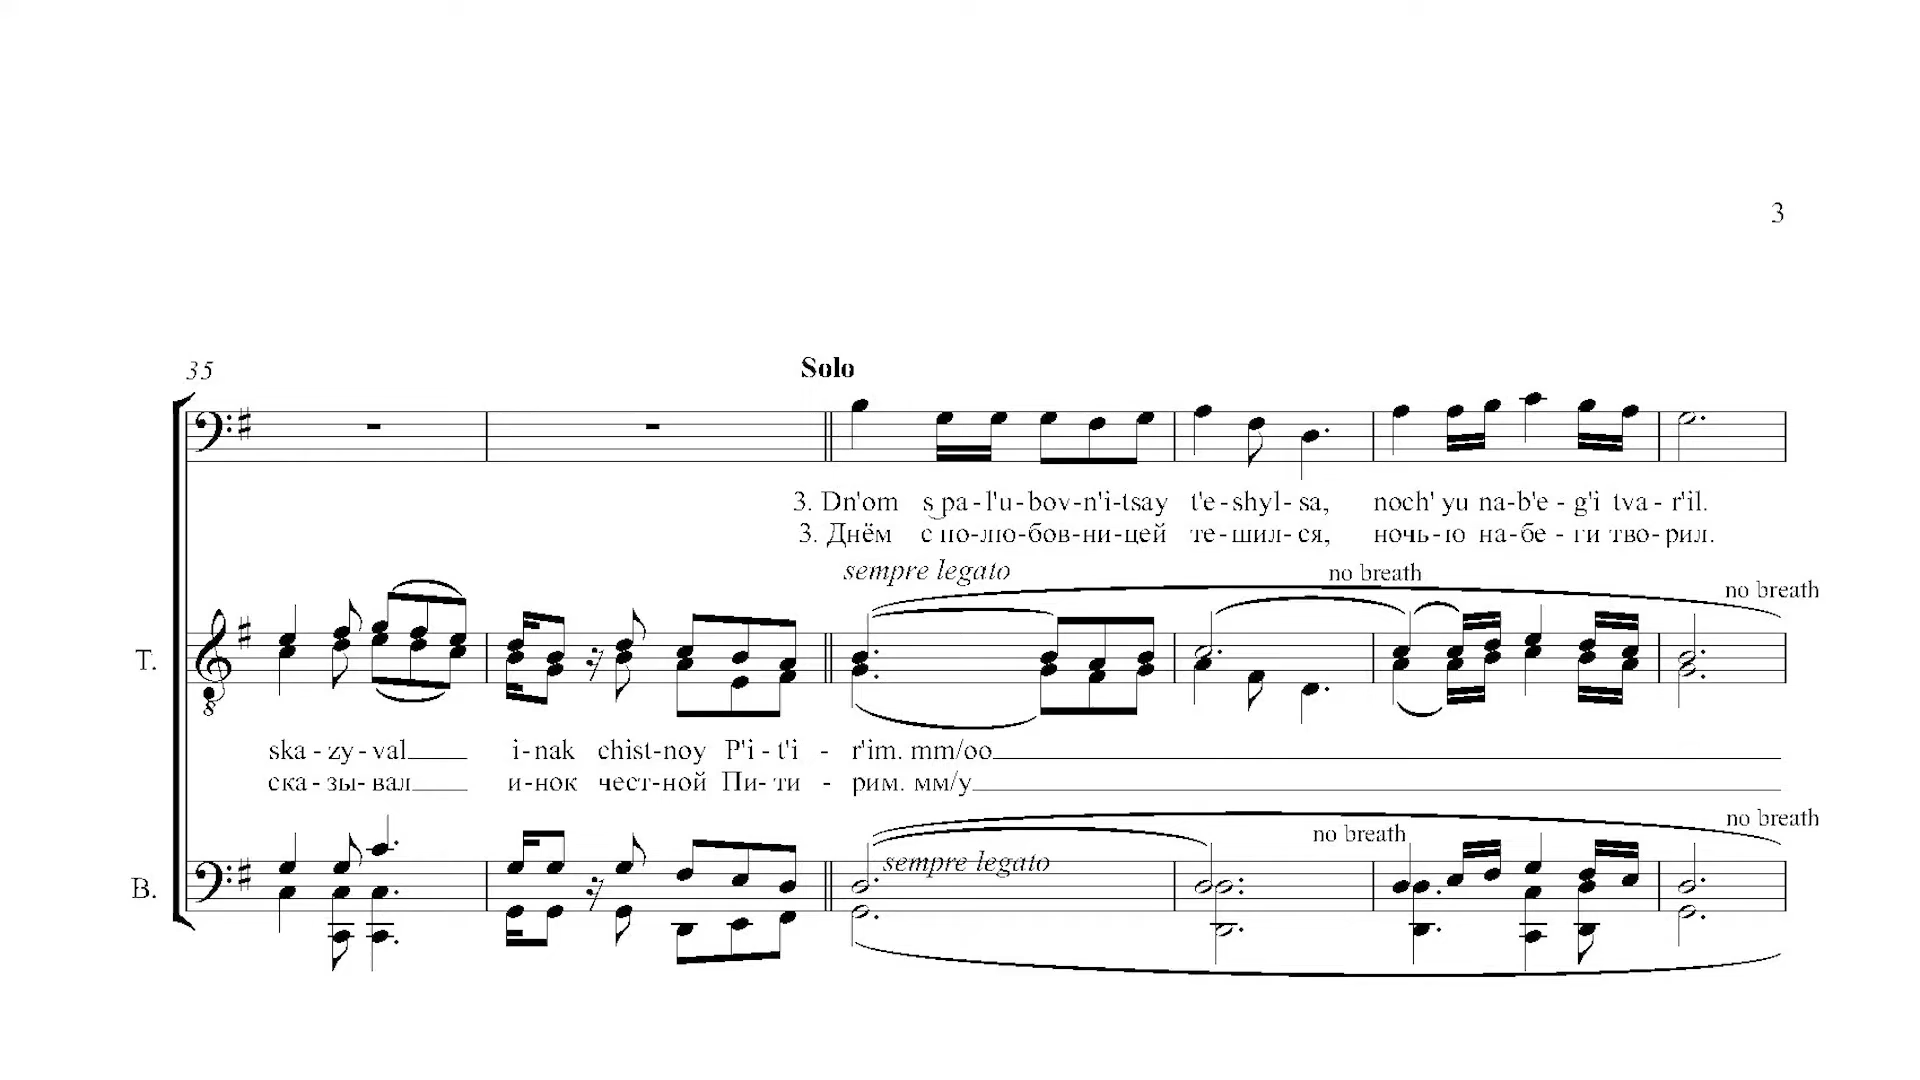 3
35
Solo
3. Dn'om s pa-l'u-bov-n'i-tsay t'e-shyl-sa, noch' yu na-b'e-g'i tva-r'il.
3. Днём с по-лю-бов-ни-цей те-шил-ся, ночь-ю на-бе-ги тво-рил.
sempre legato
no breath
no breath
T.
8
ska-zy-val i-nak chist-noy P'i-t'i-r'im. mm/oo
ска-зы-вал и-нок чест-ной Пи-ти-рим. мм/у
no breath
no breath
sempre legato
B.